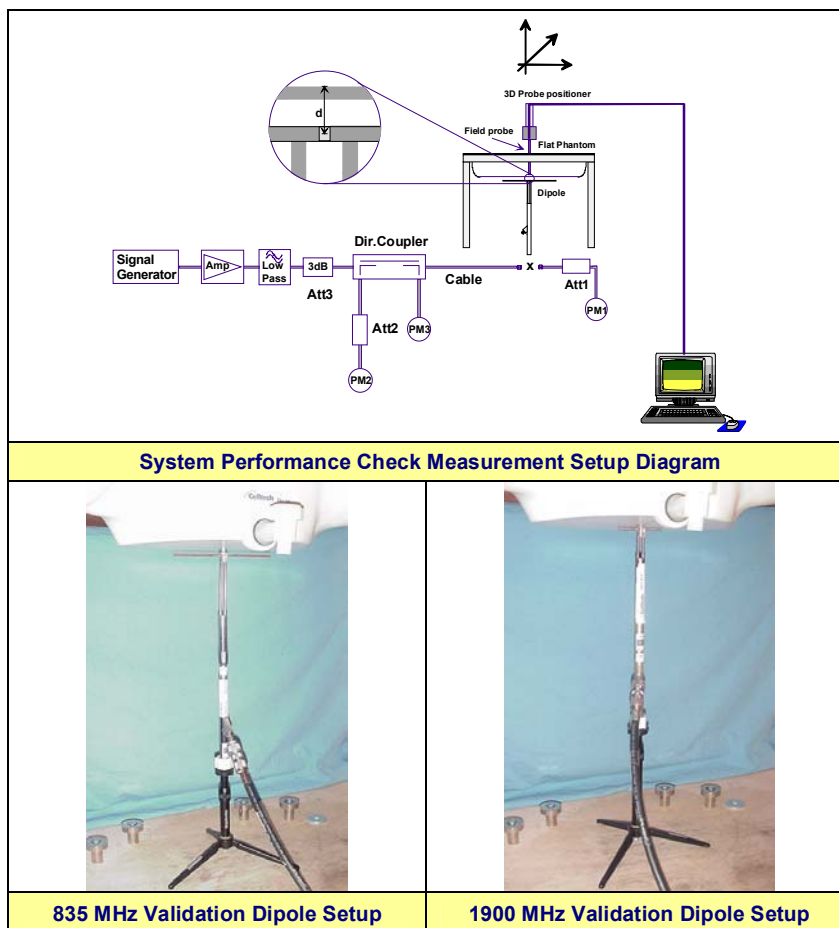 3D Probe positioner
d
Field probe
Flat Phantom
Dipole
Dir.Coupler
Signal
Generator
Amp
Low
Pass
3dB
Cable
x
Att1
Att3
PM1
Att2
PM3
PM2
System Performance Check Measurement Setup Diagram
Celltech
835 MHz Validation Dipole Setup
1900 MHz Validation Dipole Setup